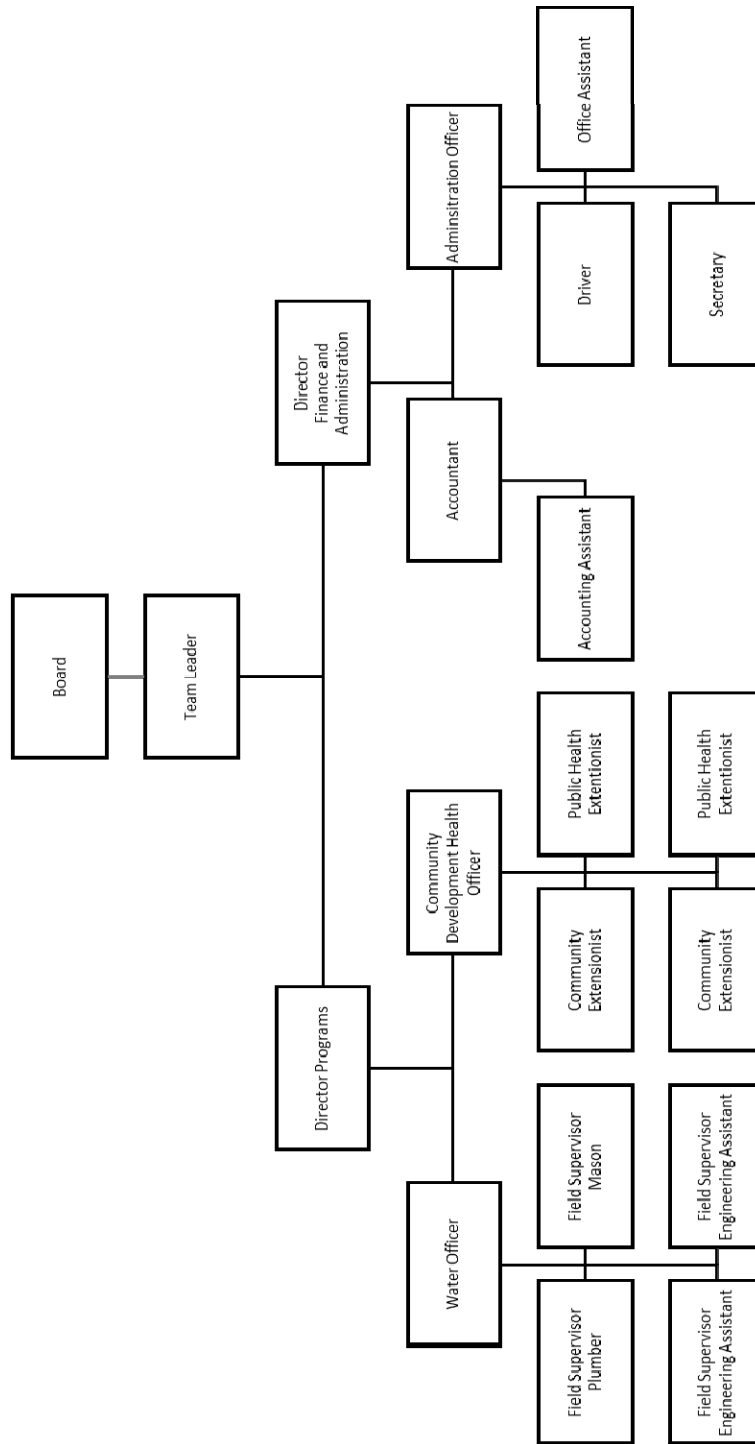 Board
Team Leader
Director Programs
Director
Finance and
Administration
Water Officer
Community
Development Health
Officer
Accountant
Adminsitration Officer
Field Supervisor
Plumber
Field Supervisor
Mason
Community
Extensionist
Public Health
Extentionist
Accounting Assistant
Driver
Office Assistant
Field Supervisor
Engineering Assistant
Field Supervisor
Engineering Assistant
Community
Extensionist
Public Health
Extentionist
Secretary